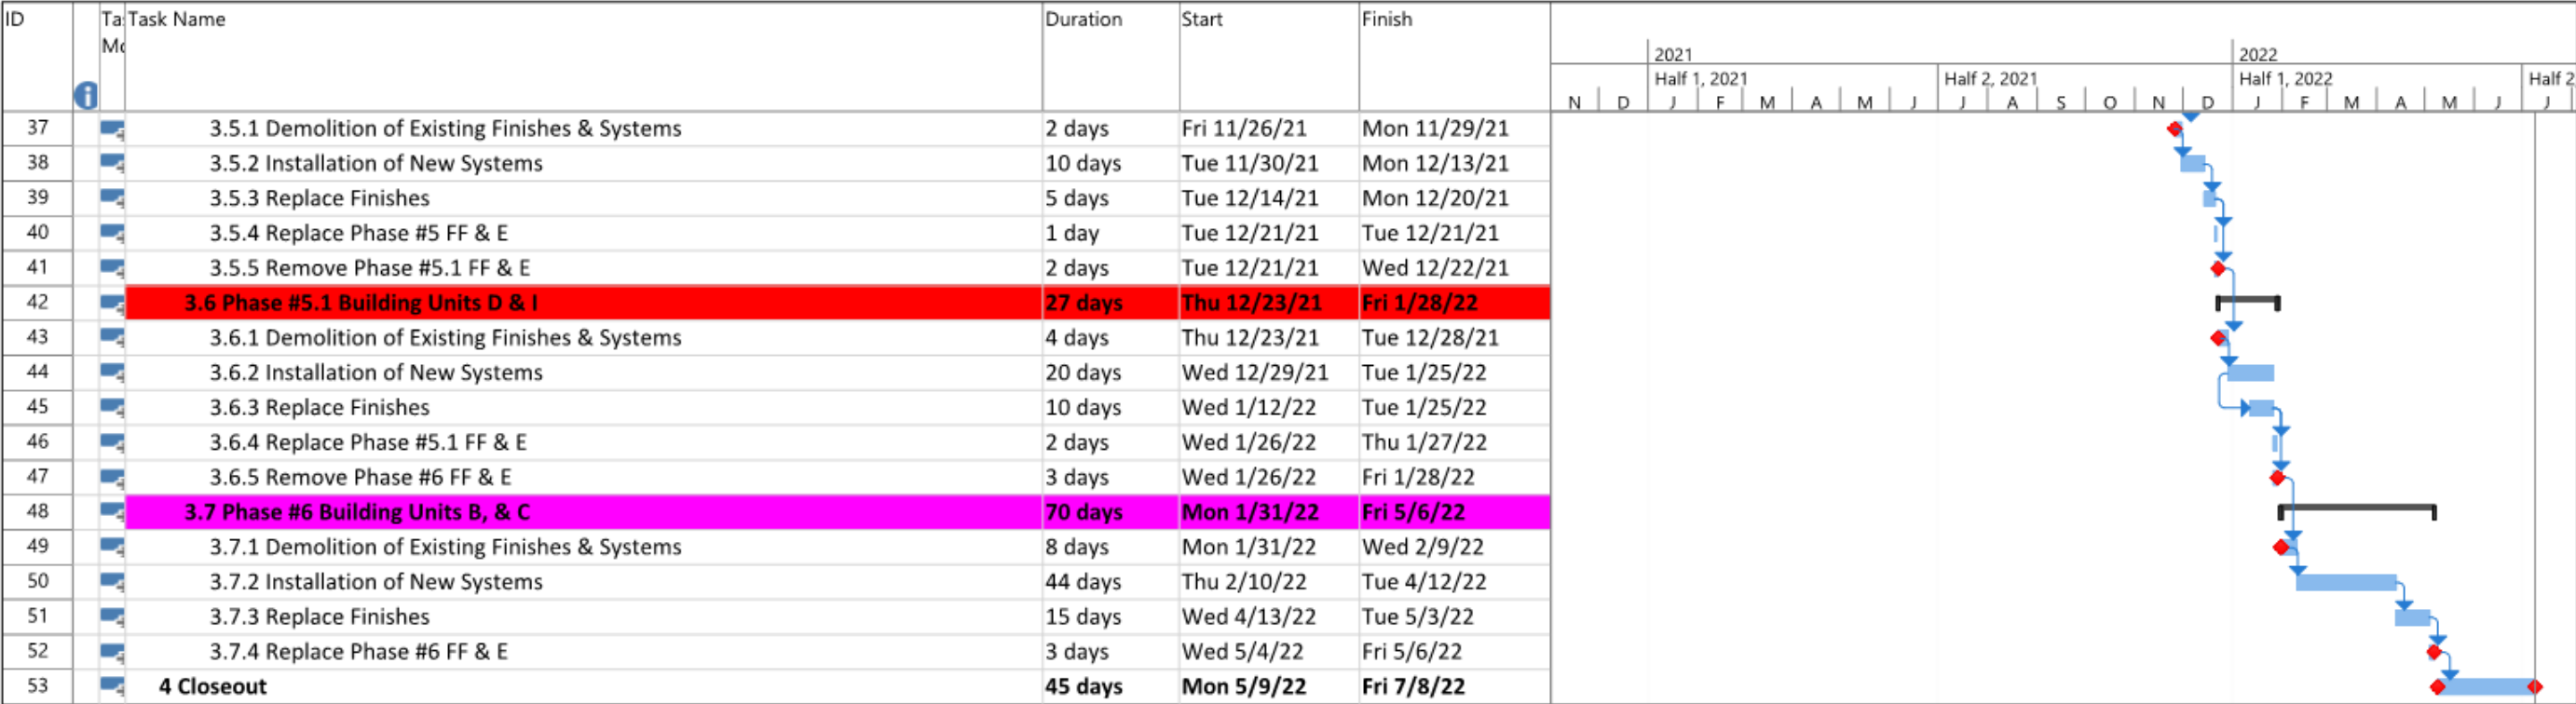 ID Ta: Task Name Duration Start Finish
Mo
2021 2022
Half 1, 2021 Half 2, 2021 Half 1, 2022 Half 2
N D J F M A M J J A S O N D J F M A M J J
37 3.5.1 Demolition of Existing Finishes & Systems 2 days Fri 11/26/21 Mon 11/29/21
38 3.5.2 Installation of New Systems 10 days Tue 11/30/21 Mon 12/13/21
39 3.5.3 Replace Finishes 5 days Tue 12/14/21 Mon 12/20/21
40 3.5.4 Replace Phase #5 FF & E 1 day Tue 12/21/21 Tue 12/21/21
41 3.5.5 Remove Phase #5.1 FF & E 2 days Tue 12/21/21 Wed 12/22/21
42 3.6 Phase #5.1 Building Units D & I 27 days Thu 12/23/21 Fri 1/28/22
43 3.6.1 Demolition of Existing Finishes & Systems 4 days Thu 12/23/21 Tue 12/28/21
44 3.6.2 Installation of New Systems 20 days Wed 12/29/21 Tue 1/25/22
45 3.6.3 Replace Finishes 10 days Wed 1/12/22 Tue 1/25/22
46 3.6.4 Replace Phase #5.1 FF & E 2 days Wed 1/26/22 Thu 1/27/22
47 3.6.5 Remove Phase #6 FF & E 3 days Wed 1/26/22 Fri 1/28/22
48 3.7 Phase #6 Building Units B, & C 70 days Mon 1/31/22 Fri 5/6/22
49 3.7.1 Demolition of Existing Finishes & Systems 8 days Mon 1/31/22 Wed 2/9/22
50 3.7.2 Installation of New Systems 44 days Thu 2/10/22 Tue 4/12/22
51 3.7.3 Replace Finishes 15 days Wed 4/13/22 Tue 5/3/22
52 3.7.4 Replace Phase #6 FF & E 3 days Wed 5/4/22 Fri 5/6/22
53 4 Closeout 45 days Mon 5/9/22 Fri 7/8/22